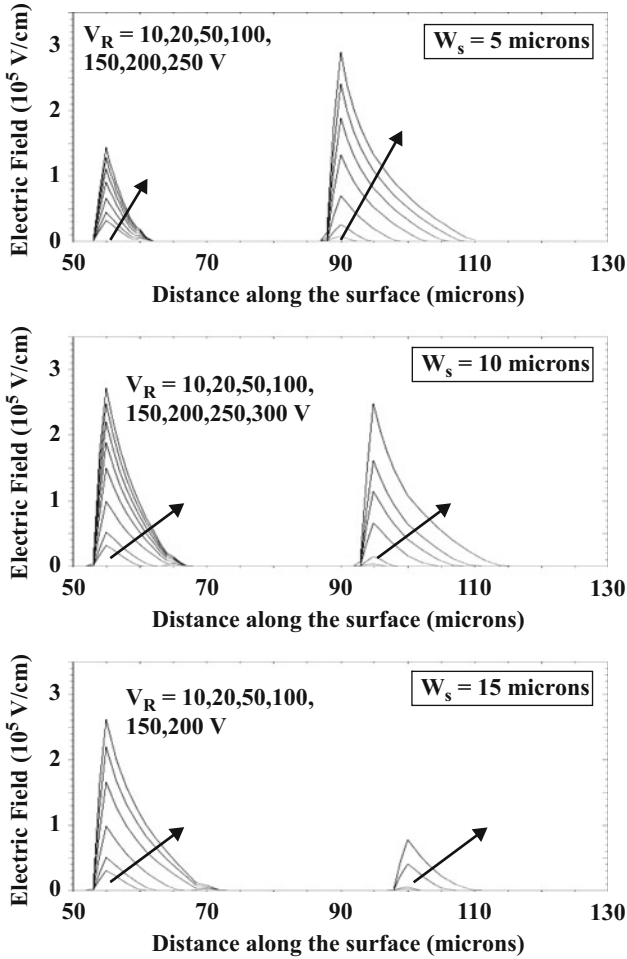 V_R = 10,20,50,100,
150,200,250 V
W_s = 5 microns
Electric Field (10^5 V/cm)
3
2
1
0
50 70 90 110 130
Distance along the surface (microns)
V_R = 10,20,50,100,
150,200,250,300 V
W_s = 10 microns
Electric Field (10^5 V/cm)
3
2
1
0
50 70 90 110 130
Distance along the surface (microns)
V_R = 10,20,50,100,
150,200 V
W_s = 15 microns
Electric Field (10^5 V/cm)
3
2
1
0
50 70 90 110 130
Distance along the surface (microns)